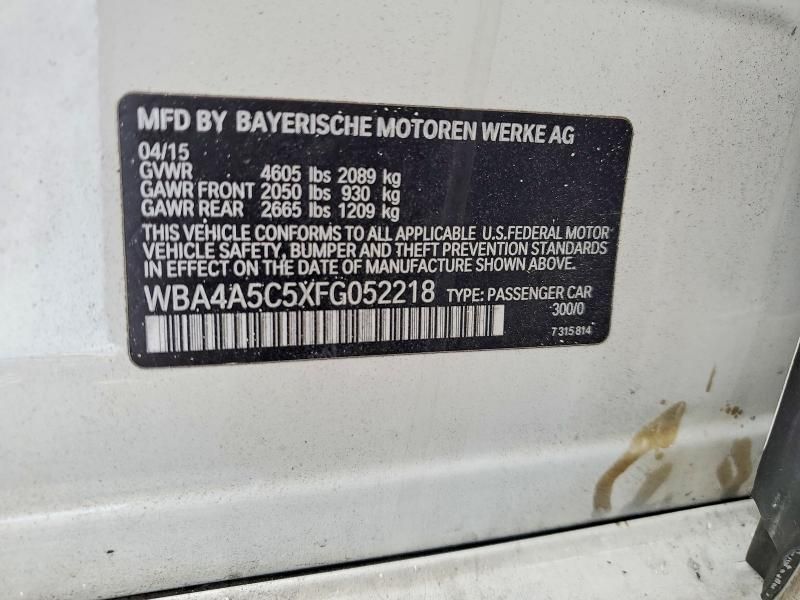 MFD BY BAYERISCHE MOTOREN WERKE AG
04/15
GVWR 4605 lbs 2089 kg
GAWR FRONT 2050 lbs 930 kg
GAWR REAR 2665 lbs 1209 kg
THIS VEHICLE CONFORMS TO ALL APPLICABLE U.S.FEDERAL MOTOR
VEHICLE SAFETY, BUMPER AND THEFT PREVENTION STANDARDS
IN EFFECT ON THE DATE OF MANUFACTURE SHOWN ABOVE.
WBA4A5C5XFG052218 TYPE: PASSENGER CAR
300/0
7 315 814